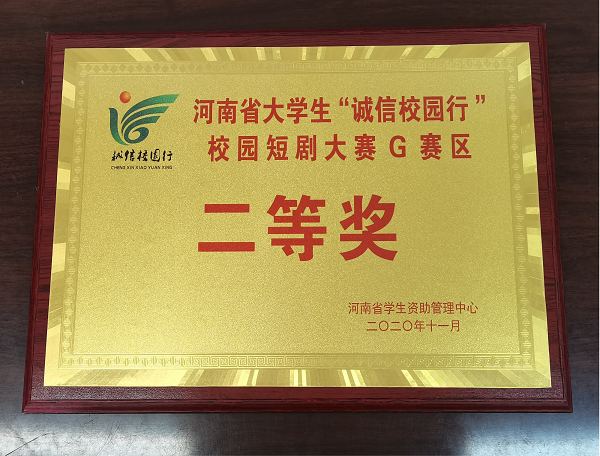 河南省大学生“诚信校园行”
校园短剧大赛 G 赛区
诚信校园行
CHENG XIN XIAO YUAN XING
二等奖
河南省学生资助管理中心
二〇二〇年十一月